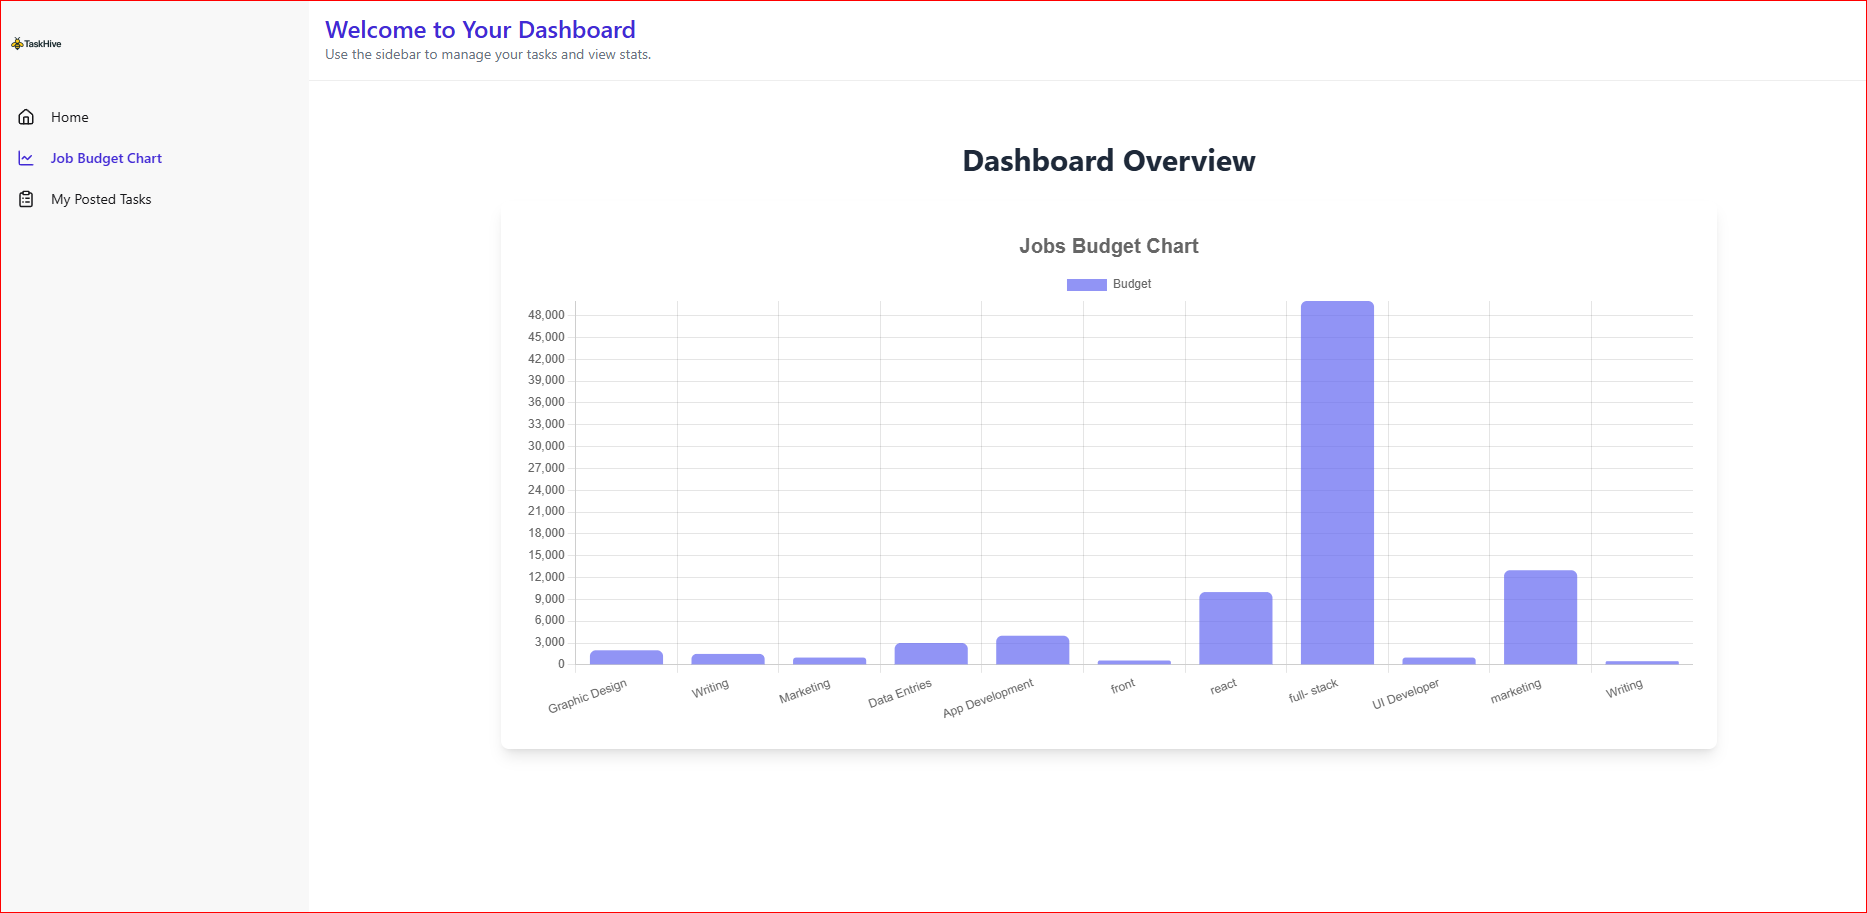 TaskHive
Home
Job Budget Chart
My Posted Tasks
Welcome to Your Dashboard
Use the sidebar to manage your tasks and view stats.
Dashboard Overview
Jobs Budget Chart
Budget
48,000
45,000
42,000
39,000
36,000
33,000
30,000
27,000
24,000
21,000
18,000
15,000
12,000
9,000
6,000
3,000
0
Graphic Design
Writing
Marketing
Data Entries
App Development
front
react
full- stack
UI Developer
marketing
Writing